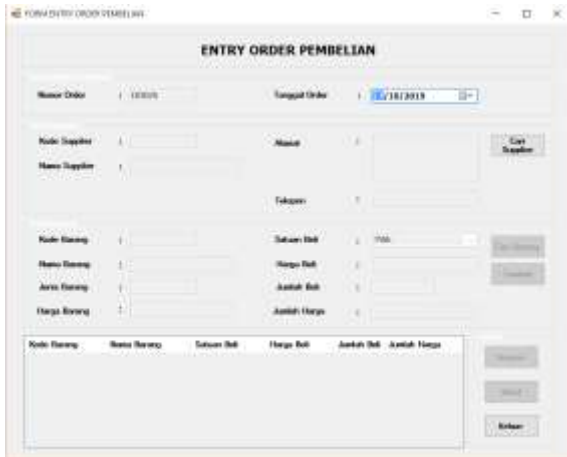 FORM ENTRY ORDER PEMBELIAN
ENTRY ORDER PEMBELIAN
Nomor Order :
Tanggal Order : /10/2019
Kode Supplier :
Alamat :
Cari Supplier
Nama Supplier :
Telepon :
Kode Barang :
Satuan Beli :
Nama Barang :
Harga Beli :
Jenis Barang :
Jumlah Beli :
Harga Barang :
Jumlah Harga :
Kode Barang Nama Barang Satuan Beli Harga Beli Jumlah Beli Jumlah Harga
Keluar